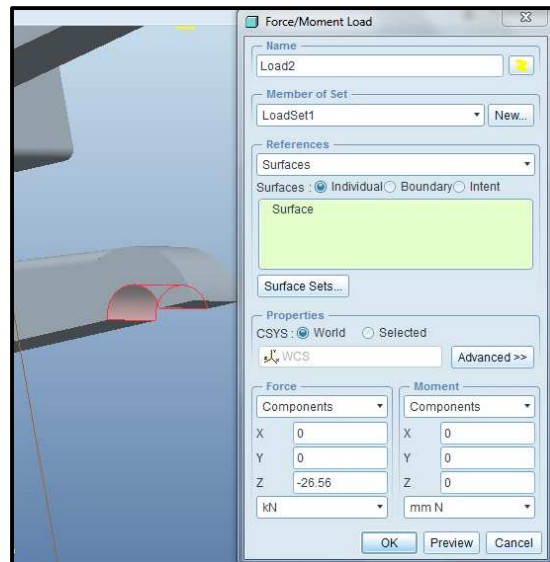 Force/Moment Load
Name
Load2
Member of Set
LoadSet1
New...
References
Surfaces
Surfaces : Individual Boundary Intent
Surface
Surface Sets...
Properties
CSYS : World Selected
WCS
Advanced >>
Force
Components
X 0
Y 0
Z -26.56
kN
Moment
Components
X 0
Y 0
Z 0
mm N
OK Preview Cancel